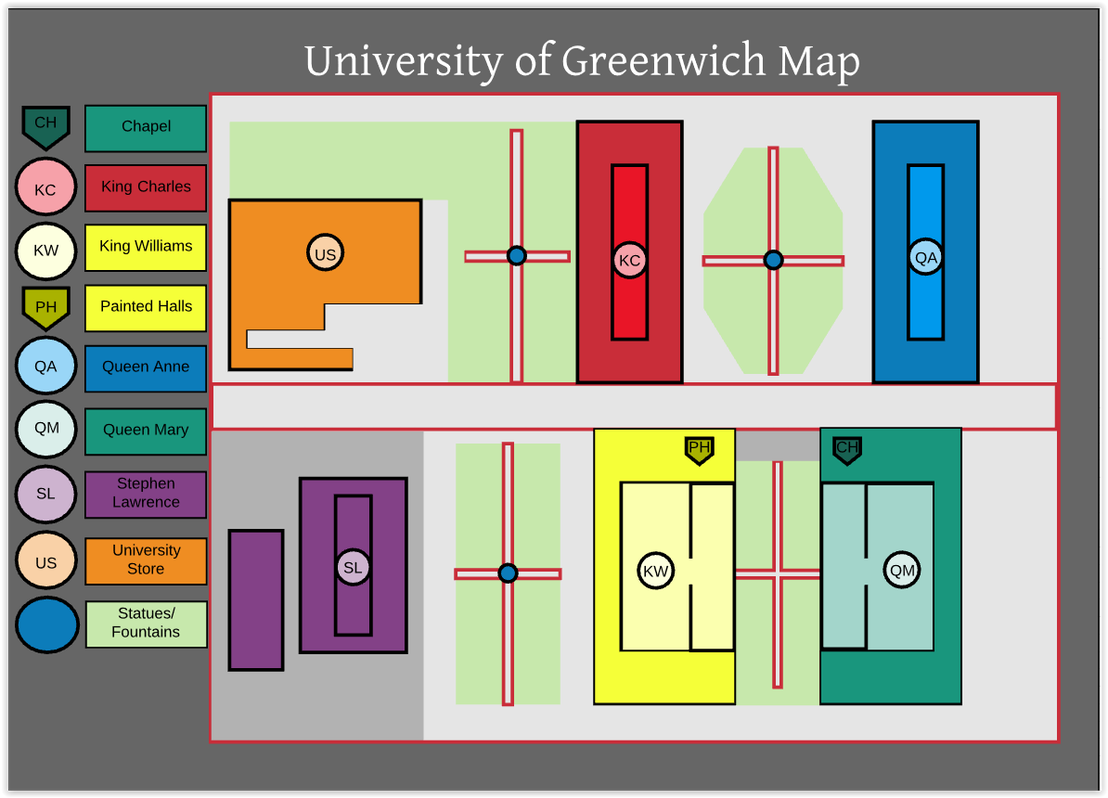 University of Greenwich Map
CH
Chapel
KC
King Charles
KW
King Williams
PH
Painted Halls
QA
Queen Anne
QM
Queen Mary
SL
Stephen
Lawrence
US
University
Store
Statues/
Fountains
US
KC
QA
SL
PH
KW
CH
QM